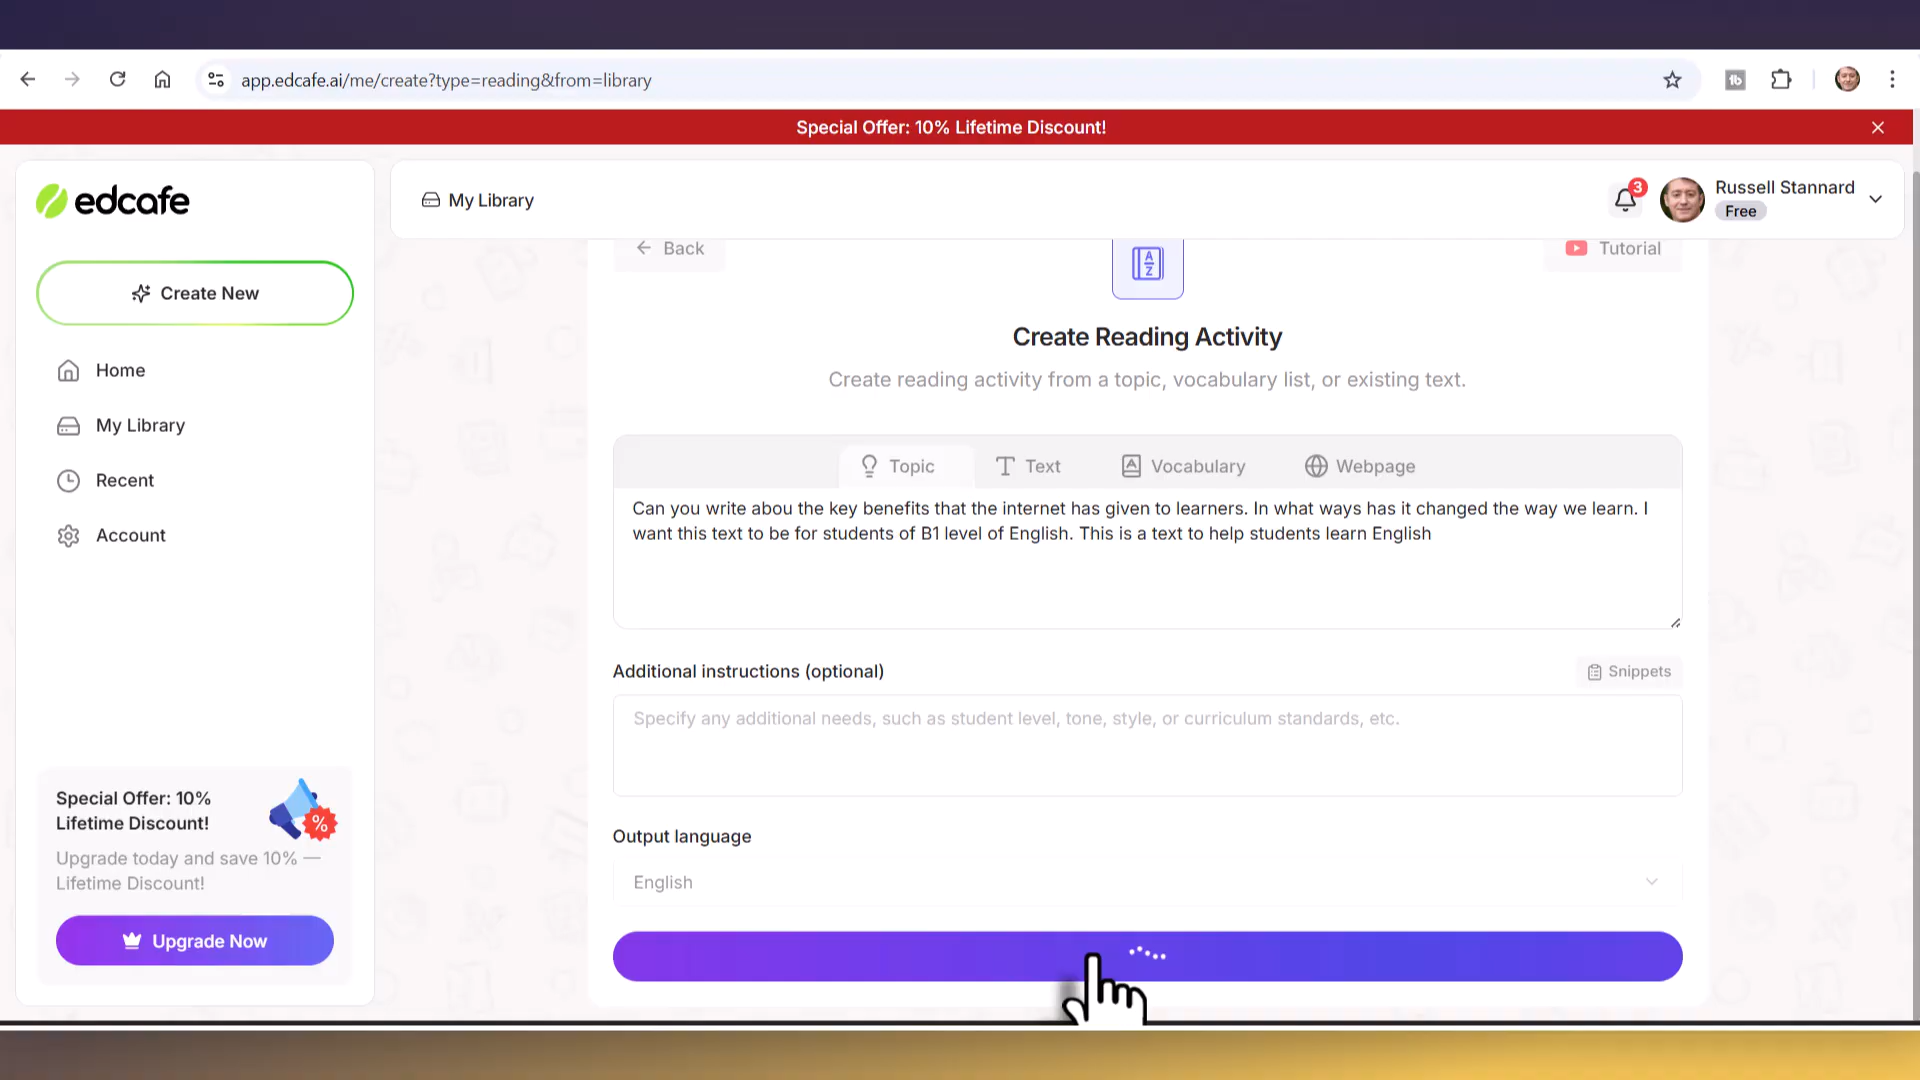 app.edcafe.ai/me/create?type=reading&from=library
Special Offer: 10% Lifetime Discount!
edcafe
My Library
3
Russell Stannard
Free
Create New
Back
A
Z
Tutorial
Create Reading Activity
Create reading activity from a topic, vocabulary list, or existing text.
Home
My Library
Recent
Account
Topic
Text
Vocabulary
Webpage
Can you write abou the key benefits that the internet has given to learners. In what ways has it changed the way we learn. I
want this text to be for students of B1 level of English. This is a text to help students learn English
Additional instructions (optional)
Snippets
Specify any additional needs, such as student level, tone, style, or curriculum standards, etc.
Output language
English
Special Offer: 10%
Lifetime Discount!
%
Upgrade today and save 10% —
Lifetime Discount!
Upgrade Now